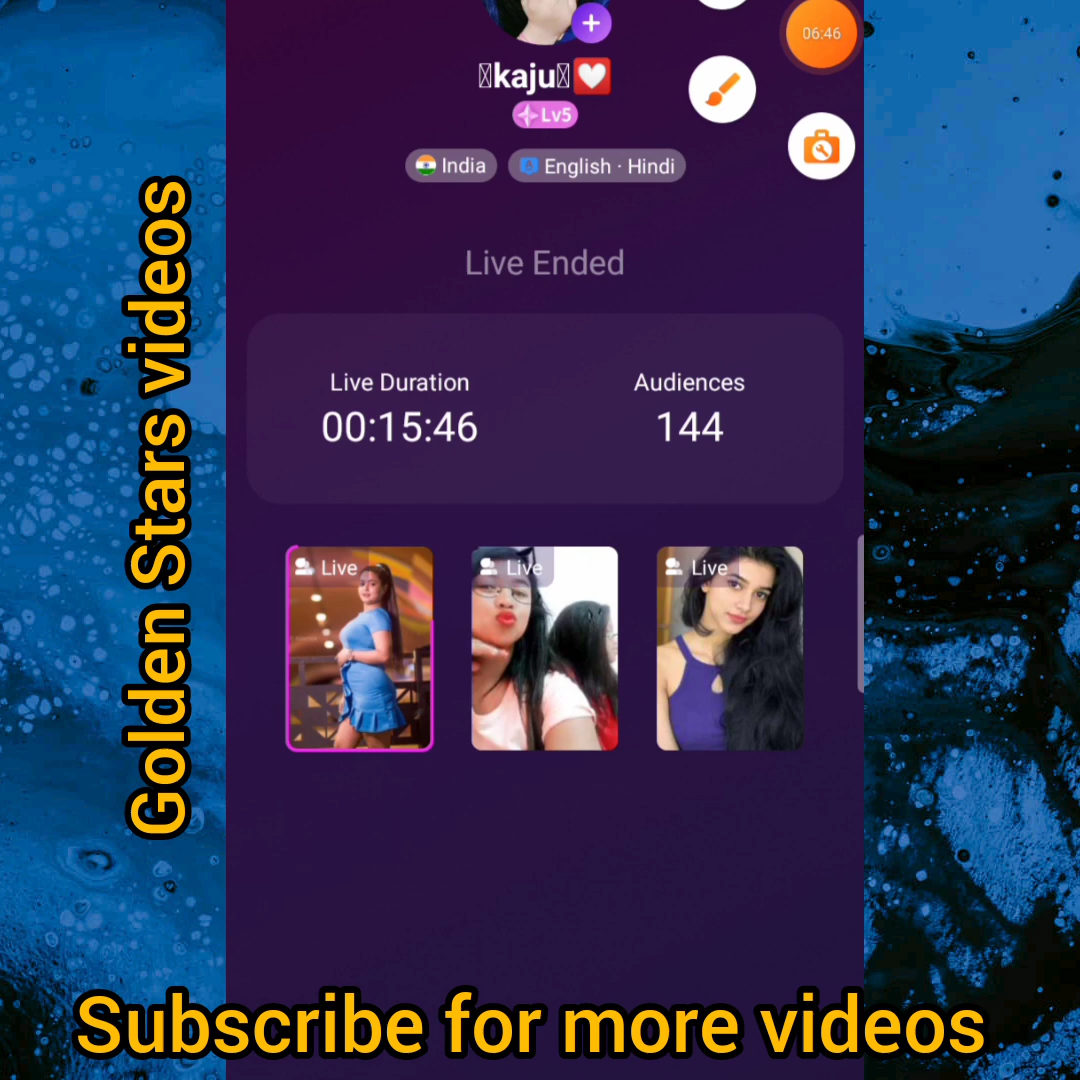 06:46
kaju
Lv5
India
English · Hindi
Live Ended
Live Duration
Audiences
00:15:46
144
Live
Live
Live
Golden Stars videos
Subscribe for more videos